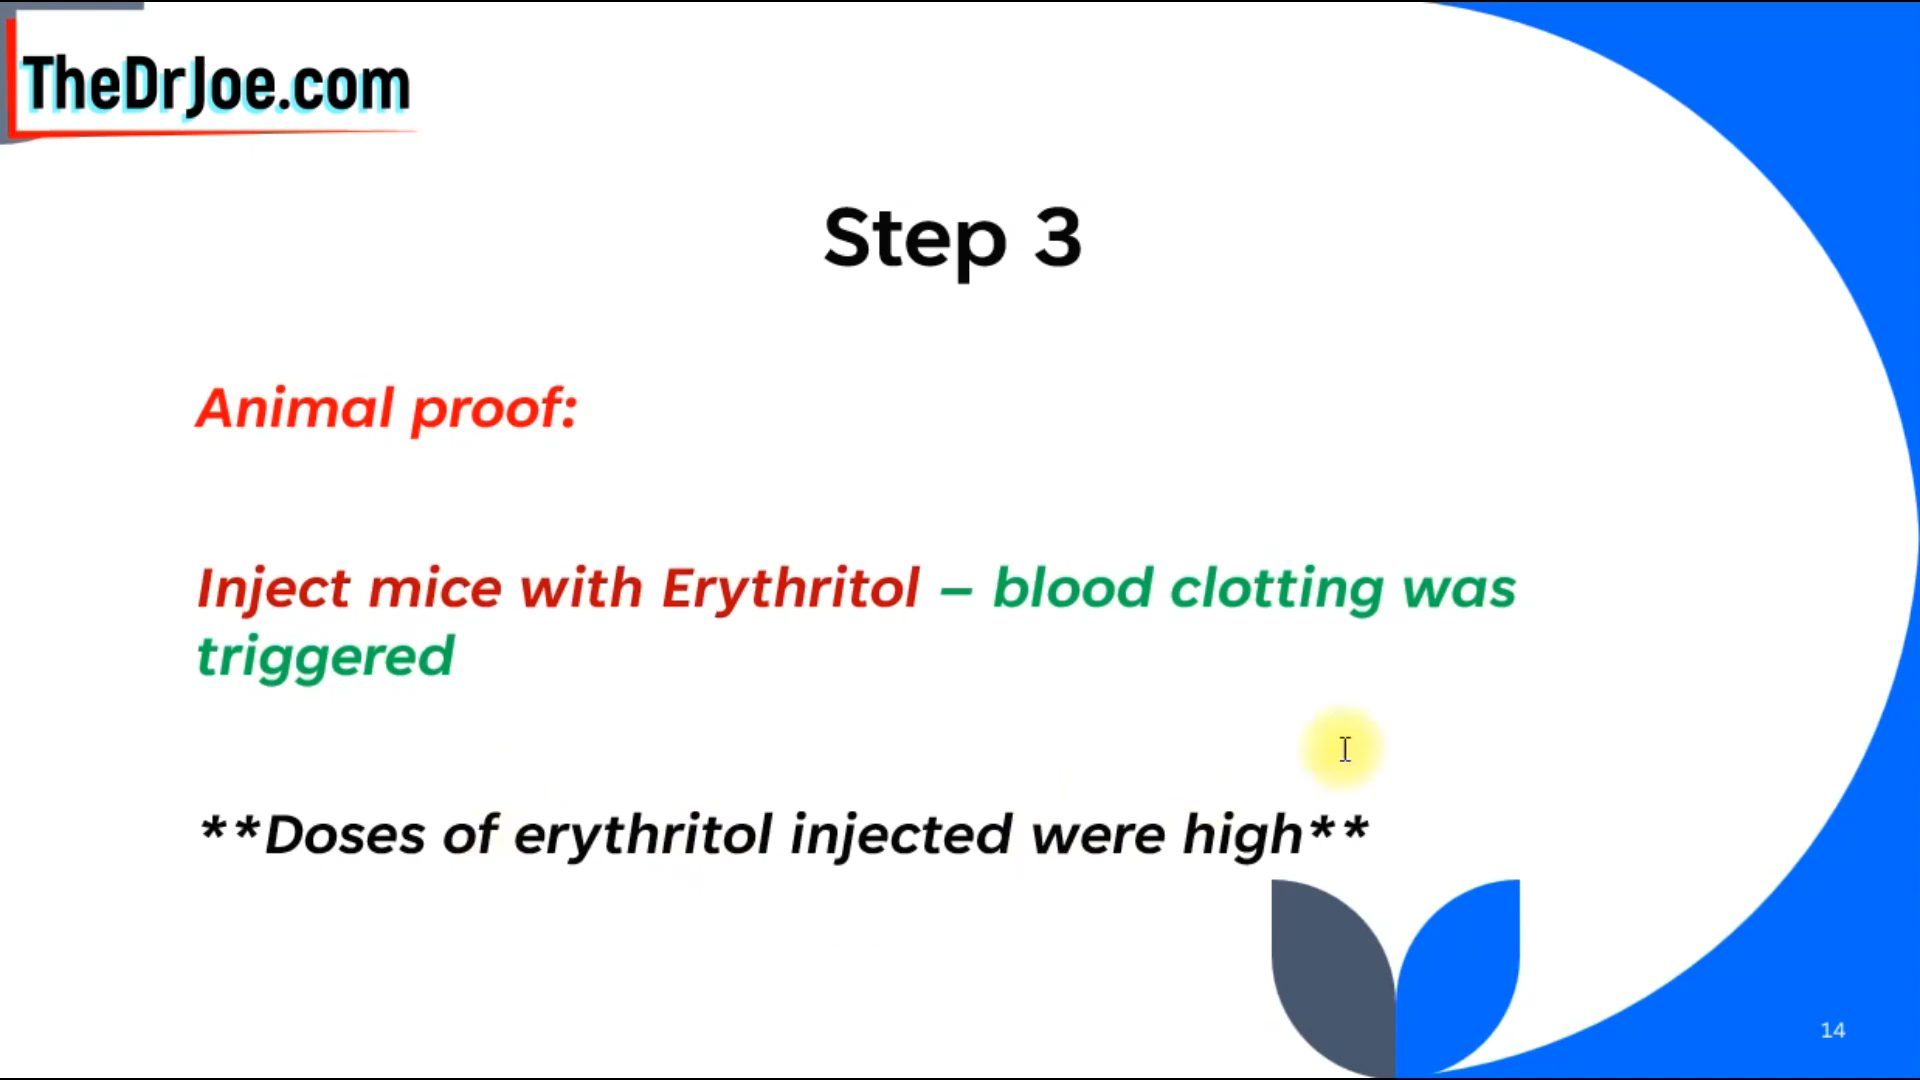 TheDrJoe.com
Step 3
Animal proof:
Inject mice with Erythritol – blood clotting was
triggered
**Doses of erythritol injected were high**
14